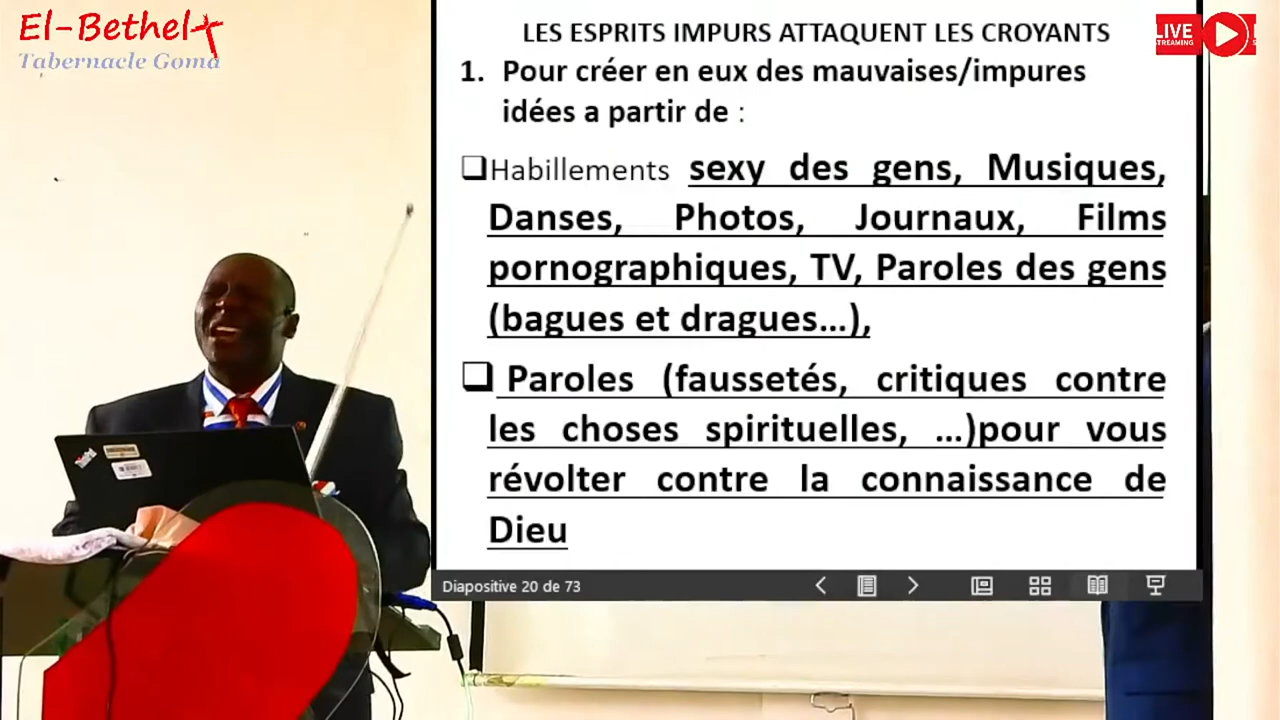 El-Bethel
Tabernacle Goma
LIVE
STREAMING
LES ESPRITS IMPURS ATTAQUENT LES CROYANTS
1. Pour créer en eux des mauvaises/impures
idées a partir de :
❑Habillements sexy des gens, Musiques,
Danses, Photos, Journaux, Films
pornographiques, TV, Paroles des gens
(bagues et dragues...),
❑ Paroles (faussetés, critiques contre
les choses spirituelles, ...)pour vous
révolter contre la connaissance de
Dieu
Diapositive 20 de 73